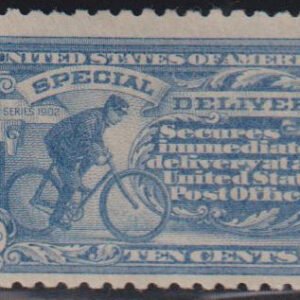 UNITED STATES OF AMERI
SPECIAL
DELIVER
SERIES 1902
Secures
immediate
delivery at a
United Stat
Post Offic
TEN CENTS